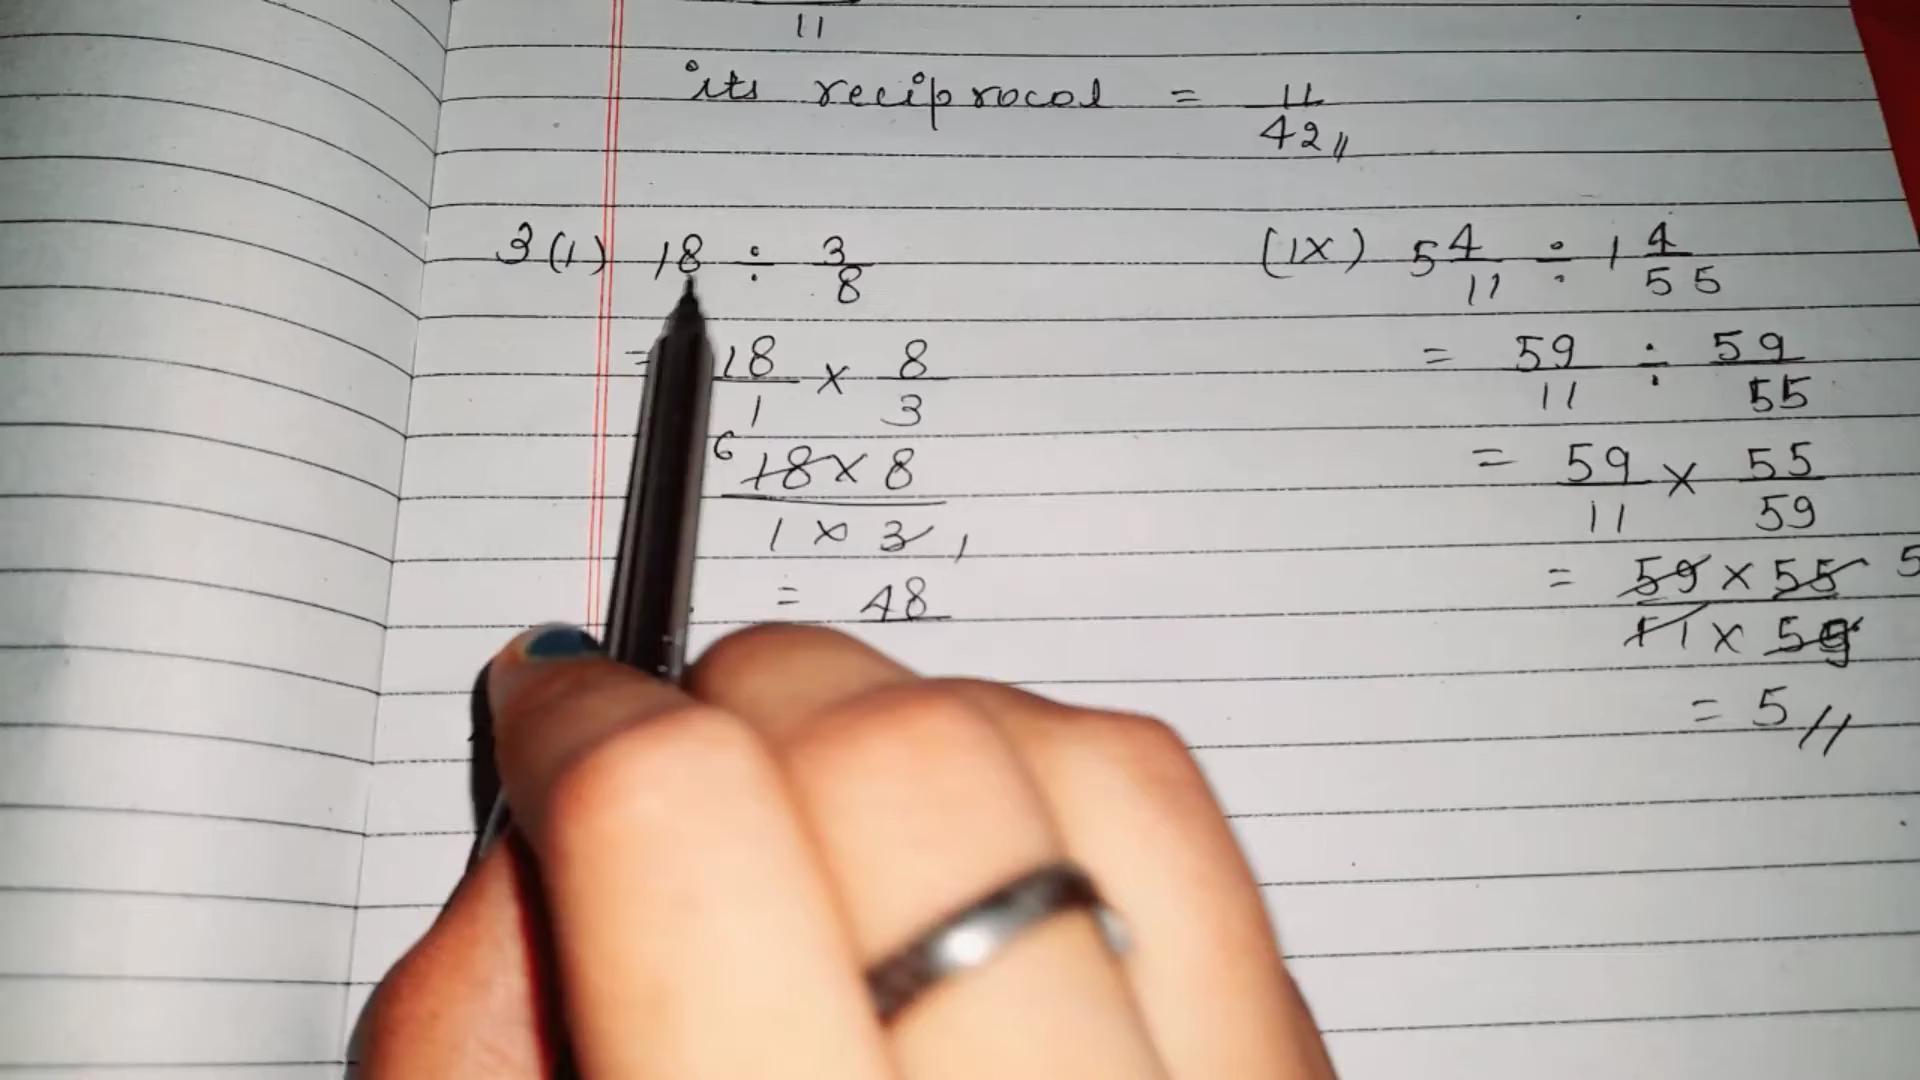 11
its reciprocol = 11/42 //
3(1) 18 ÷ 3/8
= 18/1 × 8/3
6 18 × 8
1 × 3 1
= 48
(IX) 5 4/11 ÷ 1 4/55
= 59/11 ÷ 59/55
= 59/11 × 55/59
= 59 × 55 5
11 × 59
= 5 //